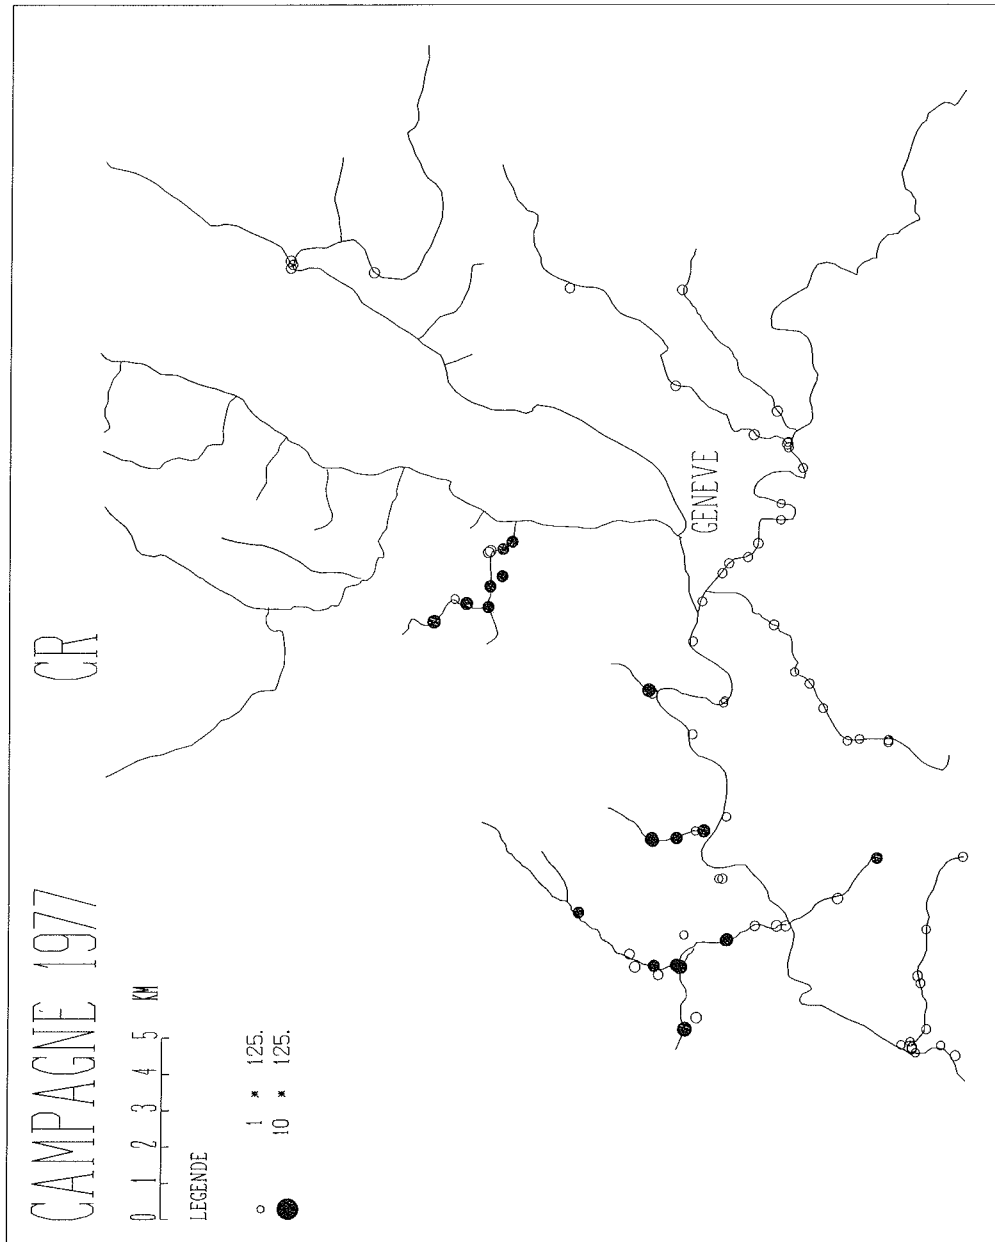 CAMPAGNE 1977 CR
0 1 2 3 4 5 KM
LEGENDE
1 * 125.
10 * 125.
GENEVE